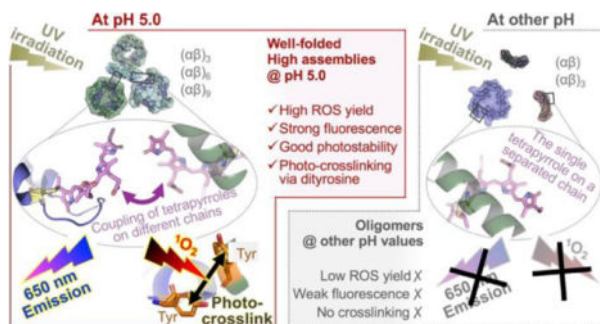 At pH 5.0
UV
irradiation
(αβ)₃
(αβ)₆
(αβ)₉
Coupling of tetrapyrroles
on different chains
650 nm
Emission
¹O₂
Tyr
Tyr
Photo-
crosslink
Well-folded
High assemblies
@ pH 5.0
✓ High ROS yield
✓ Strong fluorescence
✓ Good photostability
✓ Photo-crosslinking
via dityrosine
At other pH
UV
irradiation
(αβ)
(αβ)₃
The single
tetrapyrrole on a
separated chain
Oligomers
@ other pH values
Low ROS yield ✗
Weak fluorescence ✗
No crosslinking ✗
650 nm
Emission
¹O₂